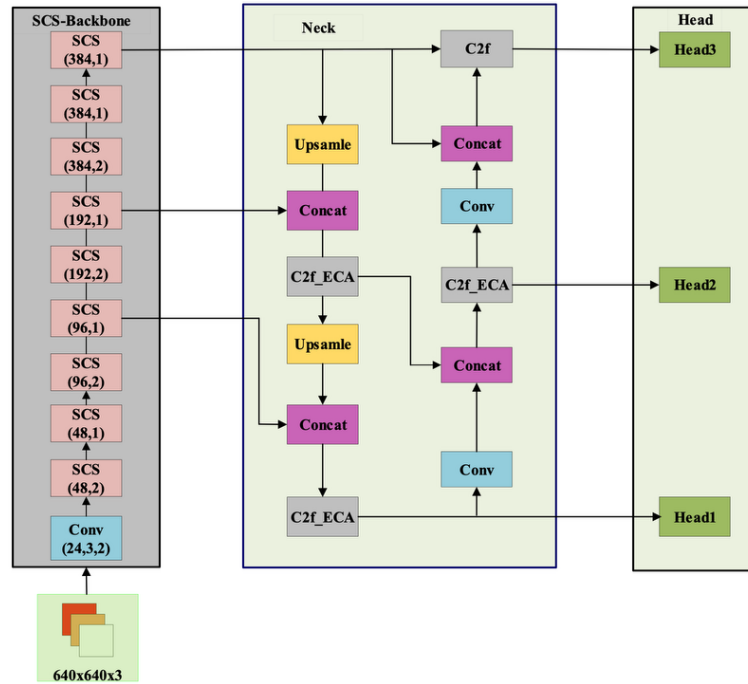 SCS-Backbone
SCS
(384,1)
SCS
(384,1)
SCS
(384,2)
SCS
(192,1)
SCS
(192,2)
SCS
(96,1)
SCS
(96,2)
SCS
(48,1)
SCS
(48,2)
Conv
(24,3,2)
640x640x3
Neck
Upsamle
Concat
C2f_ECA
Upsamle
Concat
C2f_ECA
C2f
Concat
Conv
C2f_ECA
Concat
Conv
Head
Head3
Head2
Head1